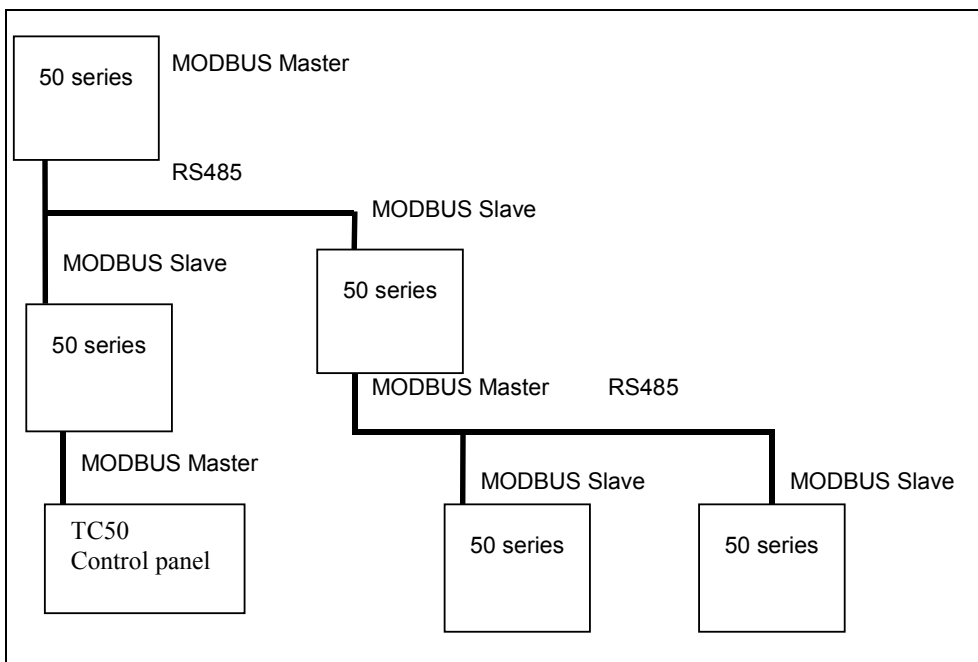 50 series
MODBUS Master
RS485
MODBUS Slave
MODBUS Slave
50 series
50 series
MODBUS Master
RS485
MODBUS Master
MODBUS Slave
MODBUS Slave
TC50
Control panel
50 series
50 series